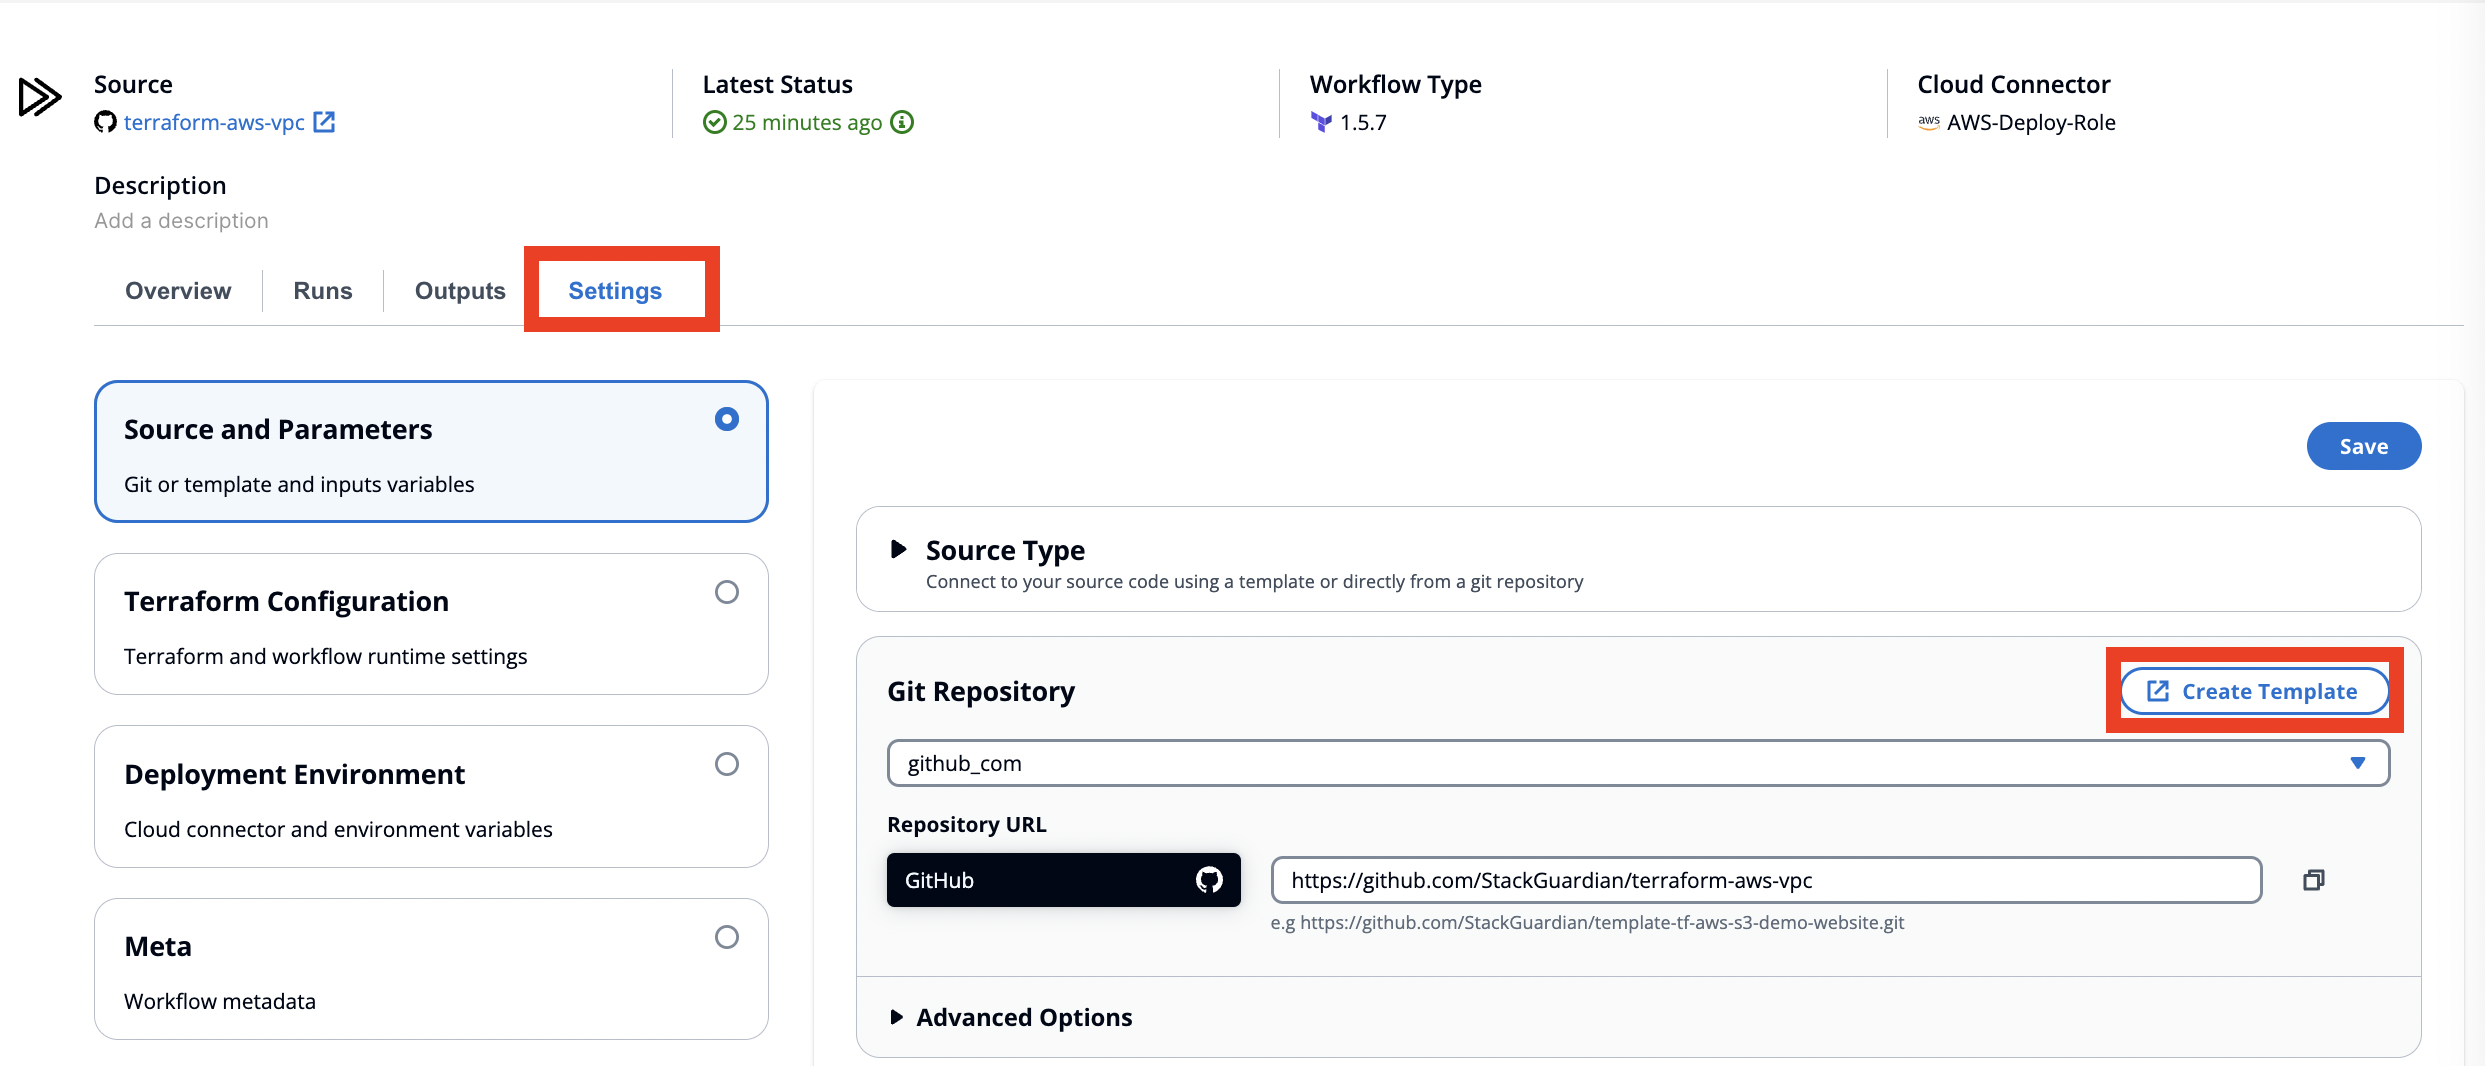 Source
terraform-aws-vpc
Latest Status
25 minutes ago
Workflow Type
1.5.7
Cloud Connector
aws AWS-Deploy-Role
Description
Add a description
Overview
Runs
Outputs
Settings
Source and Parameters
Git or template and inputs variables
Terraform Configuration
Terraform and workflow runtime settings
Deployment Environment
Cloud connector and environment variables
Meta
Workflow metadata
Save
Source Type
Connect to your source code using a template or directly from a git repository
Git Repository
Create Template
github_com
Repository URL
GitHub
https://github.com/StackGuardian/terraform-aws-vpc
e.g https://github.com/StackGuardian/template-tf-aws-s3-demo-website.git
Advanced Options